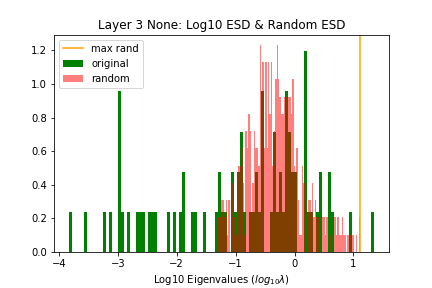 Layer 3 None: Log10 ESD & Random ESD
max rand
original
random
1.2
1.0
0.8
0.6
0.4
0.2
0.0
−4
−3
−2
−1
0
1
Log10 Eigenvalues (log₁₀λ)